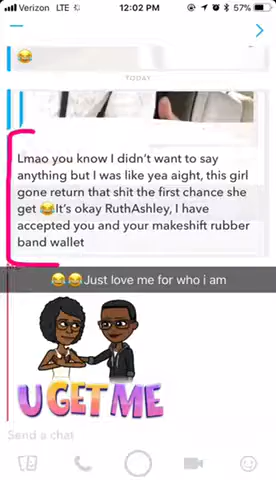 Verizon LTE 12:02 PM 57%
TODAY
Lmao you know I didn't want to say
anything but I was like yea aight, this girl
gone return that shit the first chance she
get 😂It's okay RuthAshley, I have
accepted you and your makeshift rubber
band wallet
😂😂Just love me for who i am
U GET ME
Send a chat